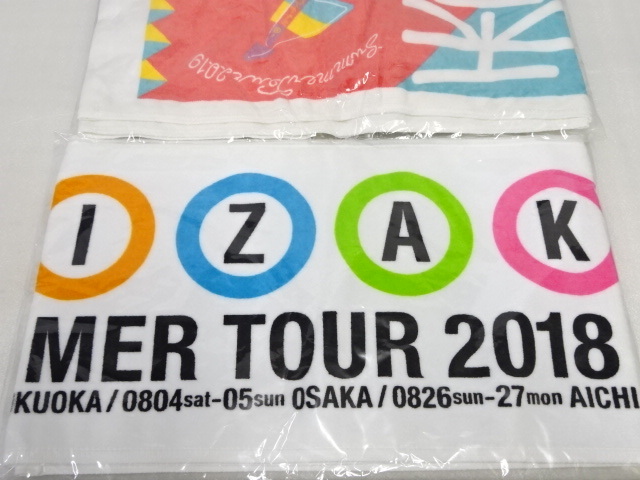 Summer Tour 2019
I Z A K
MER TOUR 2018
KUOKA / 0804sat-05sun OSAKA / 0826sun-27mon AICHI